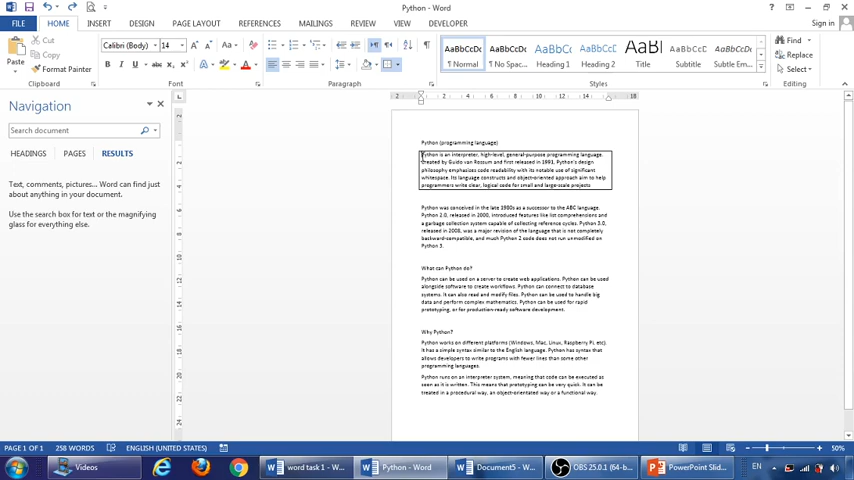 Python - Word
FILE
HOME
INSERT
DESIGN
PAGE LAYOUT
REFERENCES
MAILINGS
REVIEW
VIEW
DEVELOPER
Sign in
Paste
Cut
Copy
Format Painter
Clipboard
Calibri (Body)
14
Font
Paragraph
AaBbCcDc
¶ Normal
AaBbCcDc
¶ No Spac...
AaBbCc
Heading 1
AaBbCc
Heading 2
AaBl
Title
AaBbCcD
Subtitle
AaBbCcDc
Subtle Em...
Styles
Find
Replace
Select
Editing
Navigation
Search document
HEADINGS
PAGES
RESULTS
Text, comments, pictures... Word can find just
about anything in your document.
Use the search box for text or the magnifying
glass for everything else.
Python (programming language)
Python is an interpreter, high-level, general-purpose programming language.
Created by Guido van Rossum and first released in 1991, Python's design
philosophy emphasizes code readability with its notable use of significant
whitespace. Its language constructs and object-oriented approach aim to help
programmers write clear, logical code for small and large-scale projects
Python was conceived in the late 1980s as a successor to the ABC language.
Python 2.0, released in 2000, introduced features like list comprehensions and
a garbage collection system capable of collecting reference cycles. Python 3.0,
released in 2008, was a major revision of the language that is not completely
backward-compatible, and much Python 2 code does not run unmodified on
Python 3.
What can Python do?
Python can be used on a server to create web applications. Python can be used
alongside software to create workflows. Python can connect to database
systems. It can also read and modify files. Python can be used to handle big
data and perform complex mathematics. Python can be used for rapid
prototyping, or for production-ready software development.
Why Python?
Python works on different platforms (Windows, Mac, Linux, Raspberry Pi, etc).
It has a simple syntax similar to the English language. Python has syntax that
allows developers to write programs with fewer lines than some other
programming languages.
Python runs on an interpreter system, meaning that code can be executed as
soon as it is written. This means that prototyping can be very quick. It can be
treated in a procedural way, an object-orientated way or a functional way.
PAGE 1 OF 1
258 WORDS
ENGLISH (UNITED STATES)
50%
Videos
word task 1 - W...
Python - Word
Document5 - W...
OBS 25.0.1 (64-b...
PowerPoint Slid...
EN